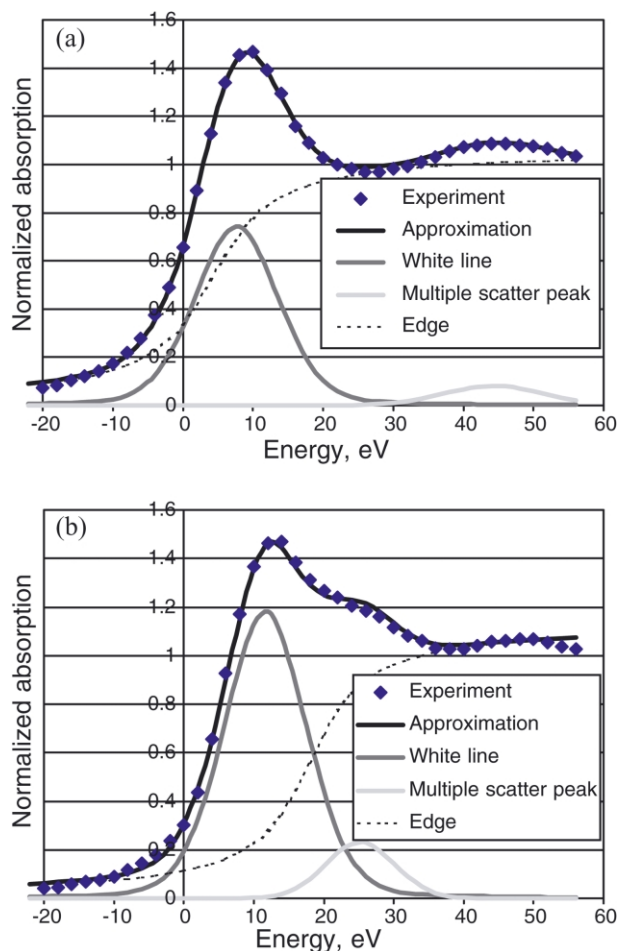 (a)
1.6
1.4
1.2
1
0.8
0.6
0.4
0.2
0
Normalized absorption
Experiment
Approximation
White line
Multiple scatter peak
Edge
-20 -10 0 10 20 30 40 50 60
Energy, eV
(b)
1.6
1.4
1.2
1
0.8
0.6
0.4
0.2
0
Normalized absorption
Experiment
Approximation
White line
Multiple scatter peak
Edge
-20 -10 0 10 20 30 40 50 60
Energy, eV